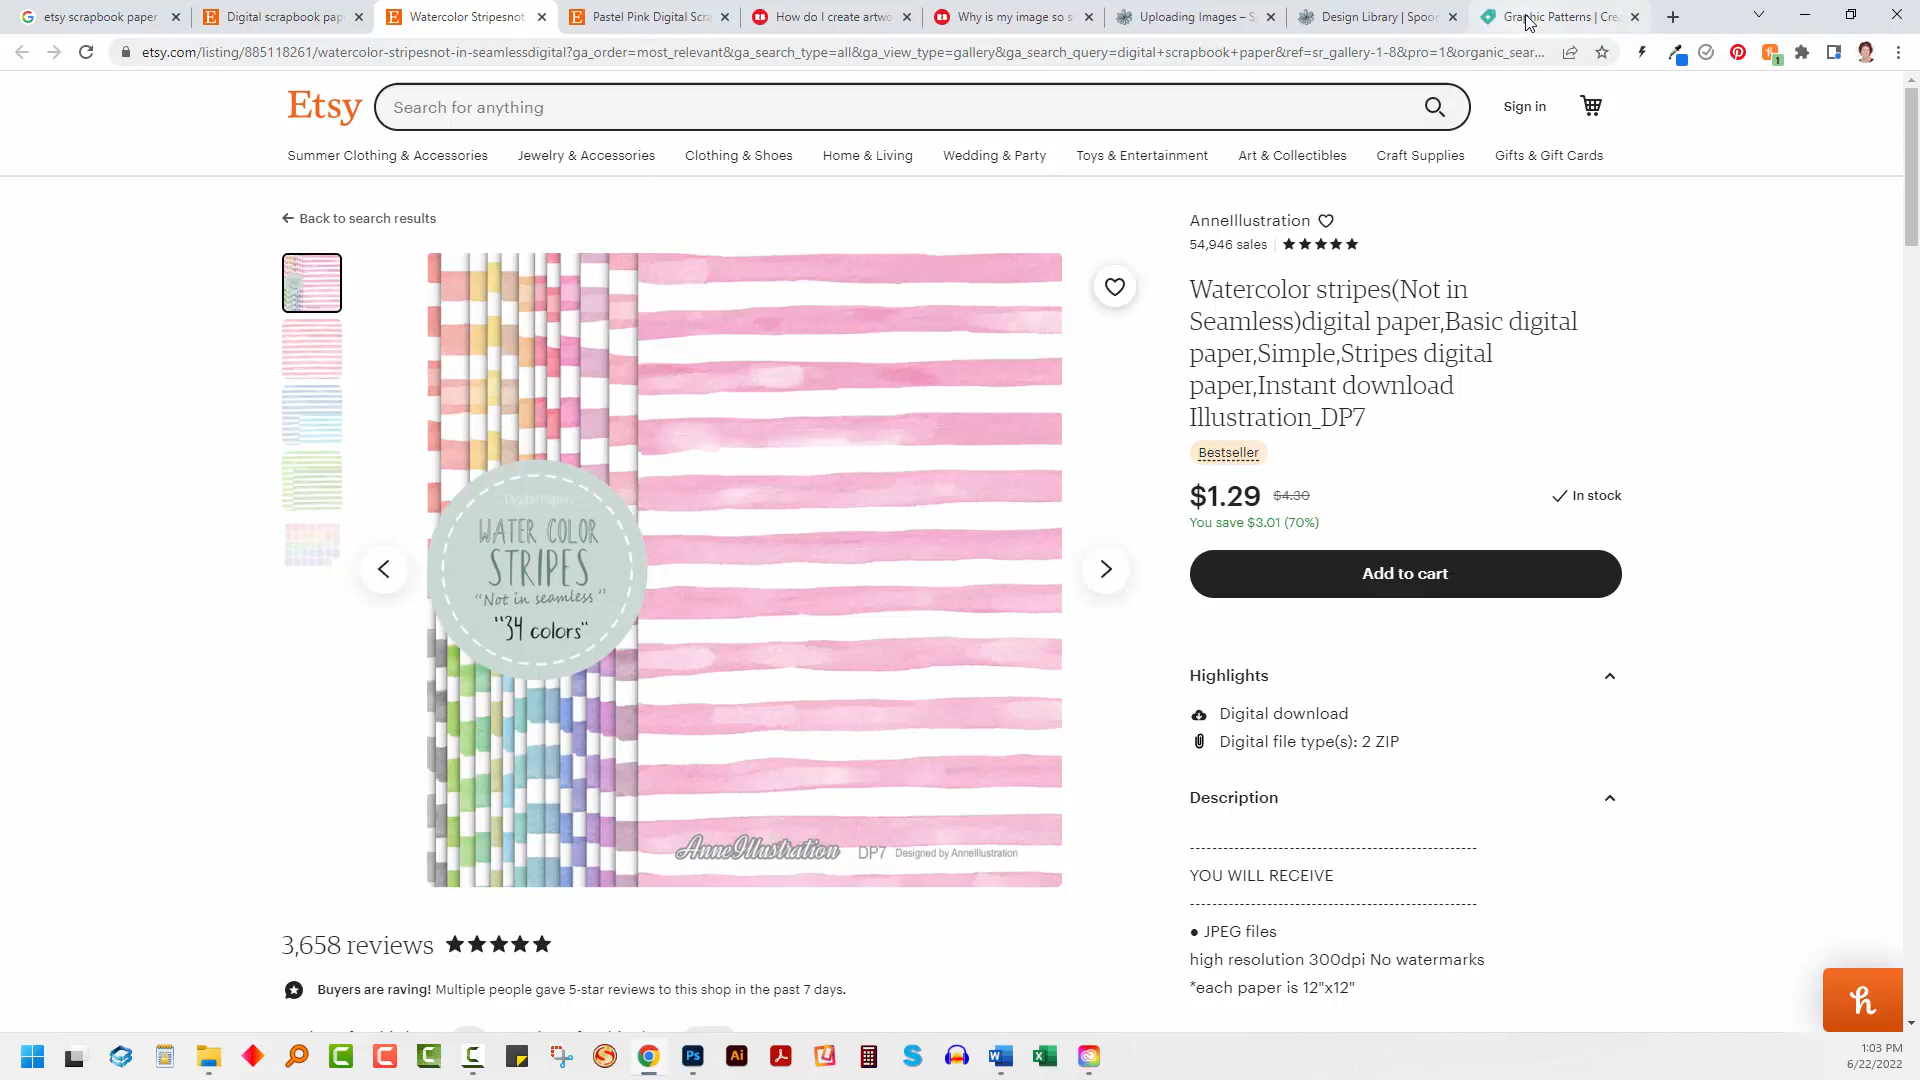 etsy scrapbook paper
Digital scrapbook pap
Watercolor Stripesnot
Pastel Pink Digital Scra
How do I create artwo
Why is my image so s
Uploading Images – S
Design Library | Spoon
Graphic Patterns | Cre
etsy.com/listing/885118261/watercolor-stripesnot-in-seamlessdigital?ga_order=most_relevant&ga_search_type=all&ga_view_type=gallery&ga_search_query=digital+scrapbook+paper&ref=sr_gallery-1-8&pro=1&organic_sear...
Etsy
Search for anything
Sign in
Summer Clothing & Accessories
Jewelry & Accessories
Clothing & Shoes
Home & Living
Wedding & Party
Toys & Entertainment
Art & Collectibles
Craft Supplies
Gifts & Gift Cards
Back to search results
AnneIllustration
54,946 sales
Watercolor stripes(Not in
Seamless)digital paper,Basic digital
paper,Simple,Stripes digital
paper,Instant download
Illustration_DP7
Bestseller
$1.29 $4.30
In stock
You save $3.01 (70%)
Add to cart
Digital Papers
WATER COLOR
STRIPES
"Not in seamless"
"34 colors"
AnneIllustration DP7 Designed by AnneIllustration
Highlights
Digital download
Digital file type(s): 2 ZIP
Description
-----------------------------------------------
YOU WILL RECEIVE
-----------------------------------------------
● JPEG files
high resolution 300dpi No watermarks
*each paper is 12"x12"
3,658 reviews
Buyers are raving! Multiple people gave 5-star reviews to this shop in the past 7 days.
1:03 PM
6/22/2022